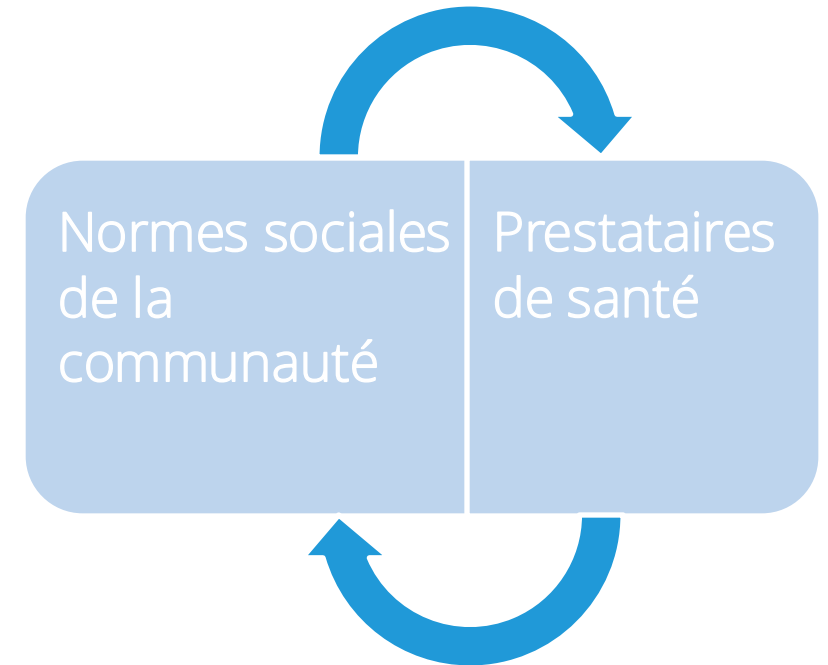 Normes sociales
de la
communauté
Prestataires
de santé